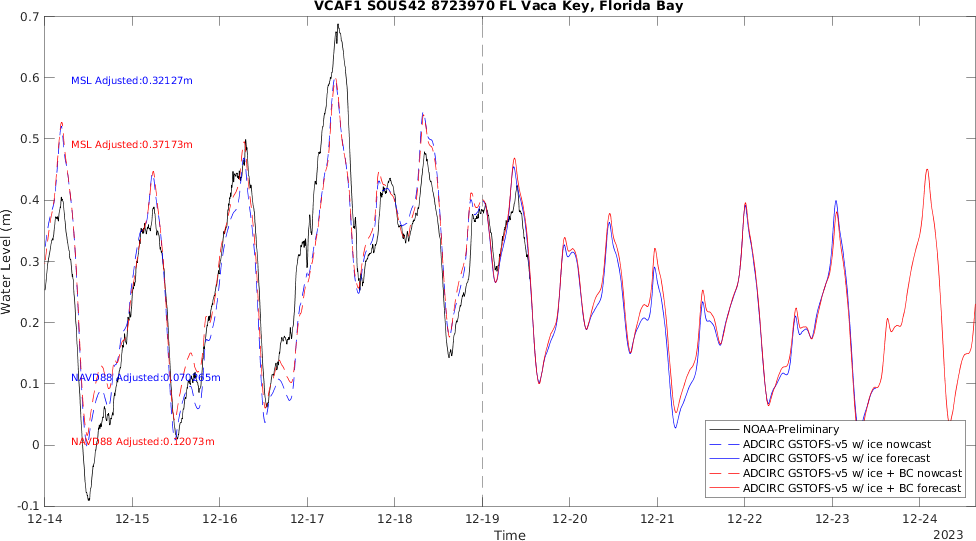 VCAF1 SOUS42 8723970 FL Vaca Key, Florida Bay
0.7
0.6
0.5
0.4
0.3
0.2
0.1
0
-0.1
Water Level (m)
MSL Adjusted:0.32127m
MSL Adjusted:0.37173m
NAVD88 Adjusted:0.070265m
NAVD88 Adjusted:0.12073m
NOAA-Preliminary
ADCIRC GSTOFS-v5 w/ ice nowcast
ADCIRC GSTOFS-v5 w/ ice forecast
ADCIRC GSTOFS-v5 w/ ice + BC nowcast
ADCIRC GSTOFS-v5 w/ ice + BC forecast
12-14 12-15 12-16 12-17 12-18 12-19 12-20 12-21 12-22 12-23 12-24
Time
2023